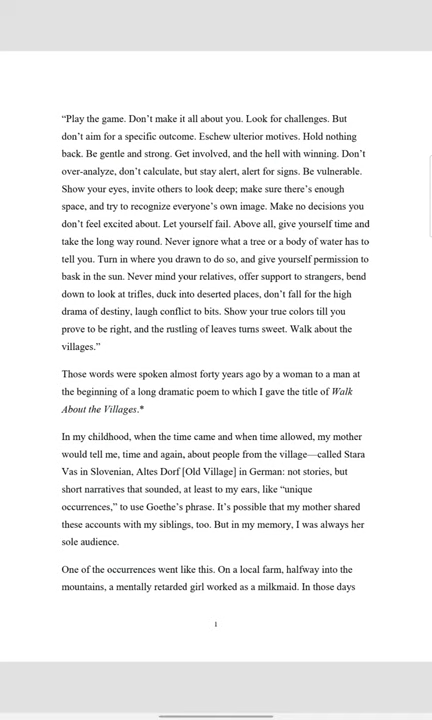 “Play the game. Don’t make it all about you. Look for challenges. But
don’t aim for a specific outcome. Eschew ulterior motives. Hold nothing
back. Be gentle and strong. Get involved, and the hell with winning. Don’t
over-analyze, don’t calculate, but stay alert, alert for signs. Be vulnerable.
Show your eyes, invite others to look deep; make sure there’s enough
space, and try to recognize everyone’s own image. Make no decisions you
don’t feel excited about. Let yourself fail. Above all, give yourself time and
take the long way round. Never ignore what a tree or a body of water has to
tell you. Turn in where you drawn to do so, and give yourself permission to
bask in the sun. Never mind your relatives, offer support to strangers, bend
down to look at trifles, duck into deserted places, don’t fall for the high
drama of destiny, laugh conflict to bits. Show your true colors till you
prove to be right, and the rustling of leaves turns sweet. Walk about the
villages.”
Those words were spoken almost forty years ago by a woman to a man at
the beginning of a long dramatic poem to which I gave the title of Walk
About the Villages.*
In my childhood, when the time came and when time allowed, my mother
would tell me, time and again, about people from the village—called Stara
Vas in Slovenian, Altes Dorf [Old Village] in German: not stories, but
short narratives that sounded, at least to my ears, like “unique
occurrences,” to use Goethe’s phrase. It’s possible that my mother shared
these accounts with my siblings, too. But in my memory, I was always her
sole audience.
One of the occurrences went like this. On a local farm, halfway into the
mountains, a mentally retarded girl worked as a milkmaid. In those days
1